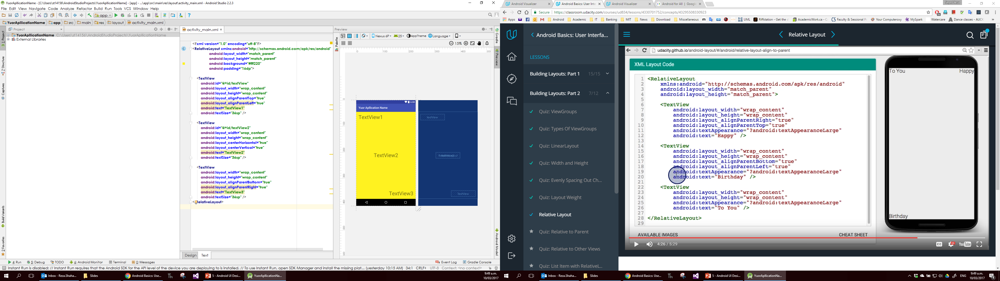 YuorApllicationName - [C:\Users\st14156\AndroidStudioProjects\YuorApllicationName] - [app] - ...\app\src\main\res\layout\activity_main.xml - Android Studio 2.2.3
File Edit View Navigate Code Analyze Refactor Build Run Tools VCS Window Help
app
YuorApllicationName app src main res layout activity_main.xml
Project
YuorApllicationName C:\Users\st14156\AndroidStudioProjects\YuorApllicationName
External Libraries
1: Project
7: Structure
Captures
Build Variants
2: Favorites
activity_main.xml
<?xml version="1.0" encoding="utf-8"?>
<RelativeLayout xmlns:android="http://schemas.android.com/apk/res/android"
android:layout_width="match_parent"
android:layout_height="match_parent"
android:background="#fff220"
android:padding="16dp">
<TextView
android:id="@+id/textView"
android:layout_width="wrap_content"
android:layout_height="wrap_content"
android:layout_alignParentTop="true"
android:layout_alignParentLeft="true"
android:text="TextView1"
android:textSize="36sp" />
<TextView
android:id="@+id/textView2"
android:layout_width="wrap_content"
android:layout_height="wrap_content"
android:layout_centerHorizontal="true"
android:layout_centerVertical="true"
android:text="TextView2"
android:textSize="36sp" />
<TextView
android:layout_width="wrap_content"
android:layout_height="wrap_content"
android:layout_alignParentBottom="true"
android:layout_alignParentRight="true"
android:text="TextView3"
android:textSize="36sp" />
</RelativeLayout>
Design Text
Preview
Palette
Nexus 6P 25 AppTheme Language
15%
0 100 200 300 400 500
0
100
200
300
400
500
600
6:00
Yuor Apllication Name
TextView1
TextView2
TextView3
textView
TextView
Gradle
Preview
Android Model
4: Run 5: Debug TODO 6: Android Monitor Terminal 0: Messages Event Log Gradle Console
Instant Run is disabled: // Instant Run requires that the Android SDK for the API level of the device you are deploying to is installed. // To use Instant Run, open SDK Manager and install the missing plat... (yesterday 10:15 AM) 34:1 CRLF UTF-8 Context: <no context>
Inbox - Reza.Shaha... Slides Android Basics: Use... 5 - Android UI Desi... YuorApllicationNa...
9:49 a.m.
10/03/2017
Android Visualizer Android Basics: User Inte Android Visualizer Android for All | Google
Seyed Reza
Secure https://classroom.udacity.com/courses/ud834/lessons/4330701752/concepts/43295508330923
Apps Android Academic IT Banking MIT News Download Miscellaneous UML Riffstation - Get the c AcademicWork.ca - C Faculty & Sessional P Your Computeroxy MySpark Watercare Dance classes - AUCK
Android Basics: User Interfa...
LESSONS
Building Layouts: Part 1 15/15
Building Layouts: Part 2 7/12
Quiz: ViewGroups
Quiz: Types Of ViewGroups
Quiz: LinearLayout
Quiz: Width and Height
Quiz: Evenly Spacing Out Ch...
Quiz: Layout Weight
Relative Layout
Quiz: Relative to Parent
Quiz: Relative to Other Views
Quiz: List Item with RelativeL...
Relative Layout
udacity.github.io/android-layout/#/android/relative-layout-align-to-parent
XML Layout Code
1 <RelativeLayout
2 xmlns:android="http://schemas.android.com/apk/res/android"
3 android:layout_width="match_parent"
4 android:layout_height="match_parent">
5
6 <TextView
7 android:layout_width="wrap_content"
8 android:layout_height="wrap_content"
9 android:layout_alignParentRight="true"
10 android:layout_alignParentTop="true"
11 android:textAppearance="?android:textAppearanceLarge"
12 android:text="Happy" />
13
14 <TextView
15 android:layout_width="wrap_content"
16 android:layout_height="wrap_content"
17 android:layout_alignParentBottom="true"
18 android:layout_alignParentLeft="true"
19 android:textAppearance="?android:textAppearanceLarge"
20 android:text="Birthday" />
21
22 <TextView
23 android:layout_width="wrap_content"
24 android:layout_height="wrap_content"
25 android:textAppearance="?android:textAppearanceLarge"
26 android:text="To You" />
27
28 </RelativeLayout>
29
AVAILABLE IMAGES CHEAT SHEET
To You Happy
Birthday
4:26 / 5:29
CC HD YouTube
Inbox - Reza.Shaha... Slides Android Basics: Use... 5 - Android UI Desi... YuorApllicationNa...
ENG
9:49 a.m.
10/03/2017